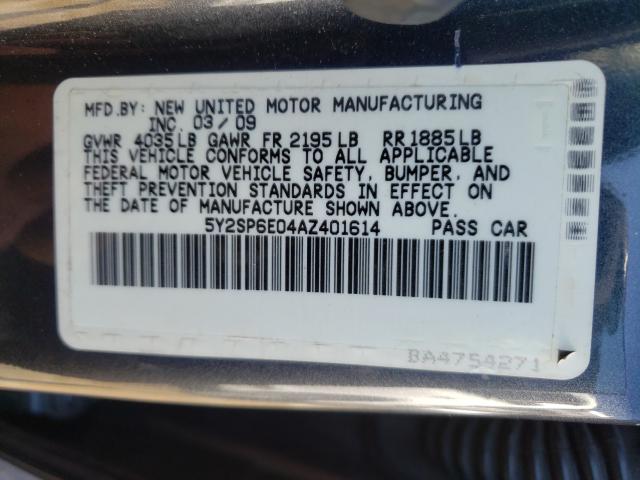 MFD.BY: NEW UNITED MOTOR MANUFACTURING
INC. 03/09
GVWR 4035LB GAWR FR 2195LB RR 1885LB
THIS VEHICLE CONFORMS TO ALL APPLICABLE
FEDERAL MOTOR VEHICLE SAFETY, BUMPER, AND
THEFT PREVENTION STANDARDS IN EFFECT ON
THE DATE OF MANUFACTURE SHOWN ABOVE.
5Y2SP6E04AZ401614 PASS CAR
BA4754271